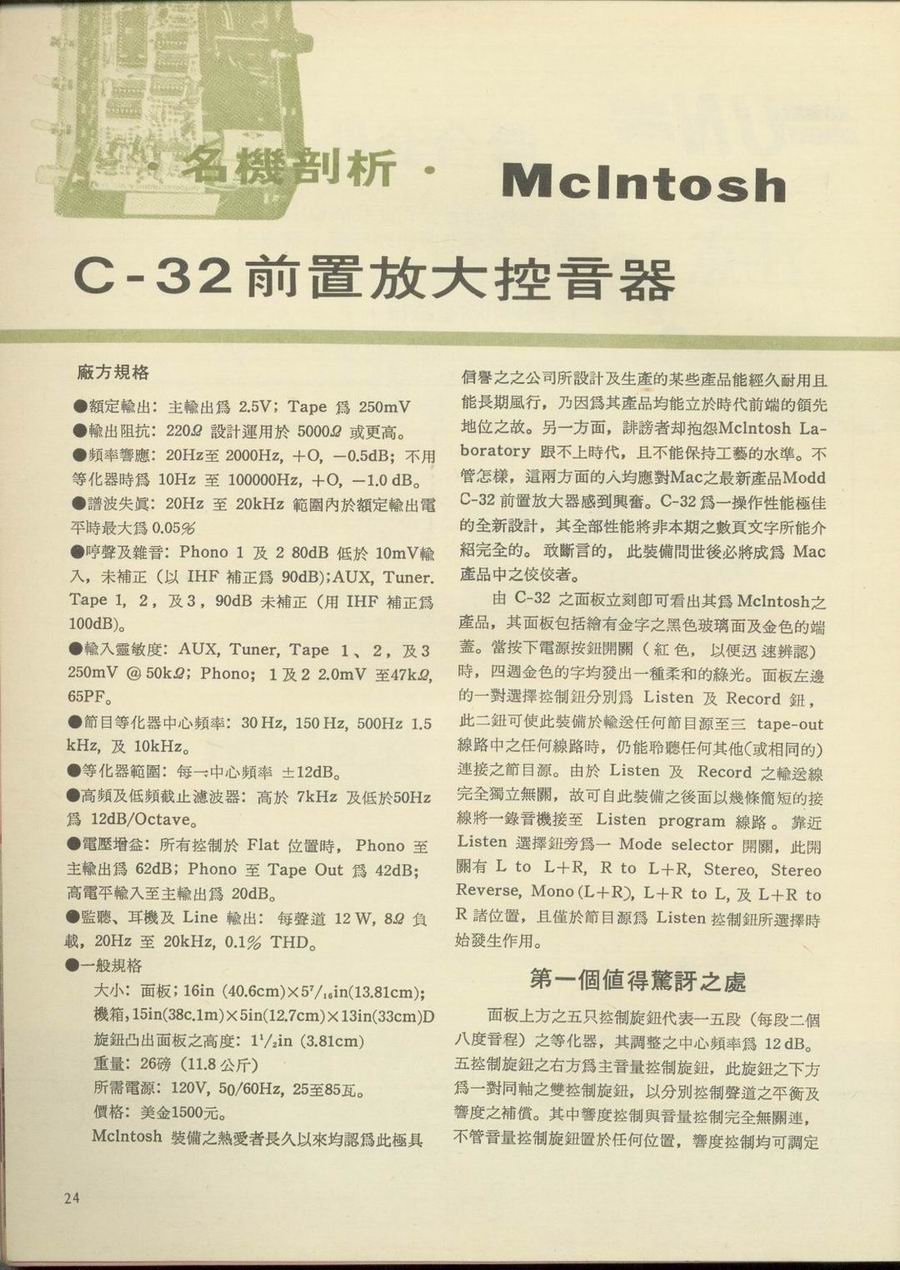 ·名機剖析·
McIntosh
C-32前置放大控音器
廠方規格
●額定輸出：主輸出爲 2.5V；Tape 爲 250mV
●輸出阻抗：220Ω 設計運用於 5000Ω 或更高。
●頻率響應：20Hz至 2000Hz, +O, －0.5dB；不用
等化器時爲 10Hz 至 100000Hz, +O, －1.0 dB。
●譜波失眞：20Hz 至 20kHz 範圍內於額定輸出電
平時最大爲 0.05%
●哼聲及雜音：Phono 1 及 2 80dB 低於 10mV輸
入，未補正（以 IHF 補正爲 90dB);AUX, Tuner.
Tape 1, 2，及3，90dB 未補正（用 IHF 補正爲
100dB)。
●輸入靈敏度：AUX, Tuner, Tape 1、2，及3
250mV @ 50kΩ; Phono; 1及2 2.0mV 至47kΩ,
65PF。
●節目等化器中心頻率：30Hz, 150Hz, 500Hz 1.5
kHz, 及 10kHz。
●等化器範圍：每一中心頻率 ±12dB。
●高頻及低頻截止濾波器：高於 7kHz 及低於50Hz
爲 12dB/Octave。
●電壓增益：所有控制於 Flat 位置時， Phono 至
主輸出爲 62dB；Phono 至 Tape Out 爲 42dB；
高電平輸入至主輸出爲 20dB。
●監聽、耳機及 Line 輸出： 每聲道 12 W, 8Ω 負
載，20Hz 至 20kHz, 0.1% THD。
●一般規格
大小：面板；16in (40.6cm)×5⁷/₁₆in(13.81cm);
機箱,15in(38c.1m)×5in(12.7cm)×13in(33cm)D
旋鈕凸出面板之高度：1¹/₂in (3.81cm)
重量：26磅（11.8公斤）
所需電源：120V, 50/60Hz, 25至85瓦。
價格：美金1500元。
McIntosh 裝備之熱愛者長久以來均認爲此極具
信譽之之公司所設計及生產的某些產品能經久耐用且
能長期風行，乃因爲其產品均能立於時代前端的領先
地位之故。另一方面，誹謗者却抱怨McIntosh La-
boratory 跟不上時代，且不能保持工藝的水準。不
管怎樣，這兩方面的人均應對Mac之最新產品Modd
C-32 前置放大器感到興奮。C-32 爲一操作性能極佳
的全新設計，其全部性能將非本期之數頁文字所能介
紹完全的。 敢斷言的， 此裝備問世後必將成爲 Mac
產品中之佼佼者。
由 C-32 之面板立刻卽可看出其爲 McIntosh之
產品，其面板包括繪有金字之黑色玻璃面及金色的端
蓋。當按下電源按鈕開關（紅色，以便迅速辨認）
時，四週金色的字均發出一種柔和的綠光。面板左邊
的一對選擇控制鈕分別爲 Listen 及 Record 鈕，
此二鈕可使此裝備於輸送任何節目源至三 tape-out
線路中之任何線路時，仍能聆聽任何其他(或相同的)
連接之節目源。由於 Listen 及 Record 之輸送線
完全獨立無關，故可自此裝備之後面以幾條簡短的接
線將一錄音機接至 Listen program 線路。靠近
Listen 選擇鈕旁爲一 Mode selector 開關，此開
關有 L to L+R, R to L+R, Stereo, Stereo
Reverse, Mono (L+R), L+R to L, 及 L+R to
R 諸位置，且僅於節目源爲 Listen 控制鈕所選擇時
始發生作用。
第一個值得驚訝之處
面板上方之五只控制旋鈕代表一五段（每段二個
八度音程）之等化器，其調整之中心頻率爲 12 dB。
五控制旋鈕之右方爲主音量控制旋鈕，此旋鈕之下方
爲一對同軸之雙控制旋鈕，以分別控制聲道之平衡及
響度之補償。其中響度控制與音量控制完全無關連，
不管音量控制旋鈕置於任何位置，響度控制均可調定
24